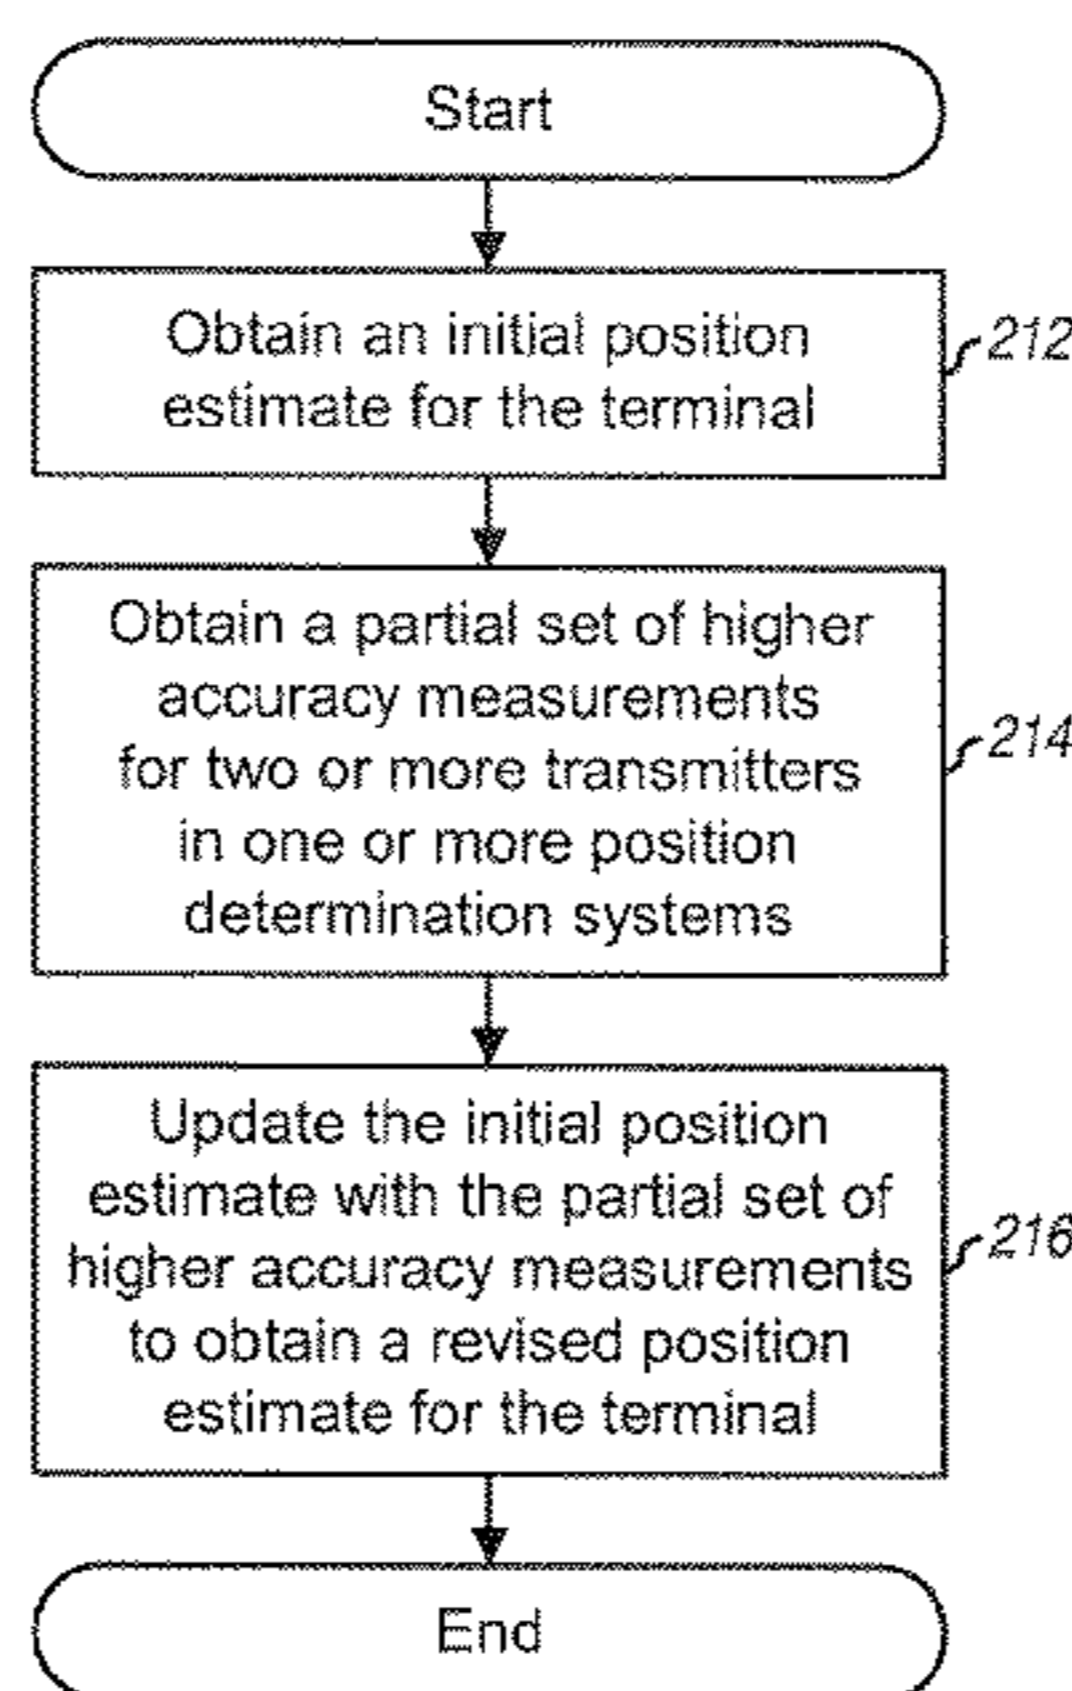 Start
Obtain an initial position
estimate for the terminal
212
Obtain a partial set of higher
accuracy measurements
for two or more transmitters
in one or more position
determination systems
214
Update the initial position
estimate with the partial set of
higher accuracy measurements
to obtain a revised position
estimate for the terminal
216
End